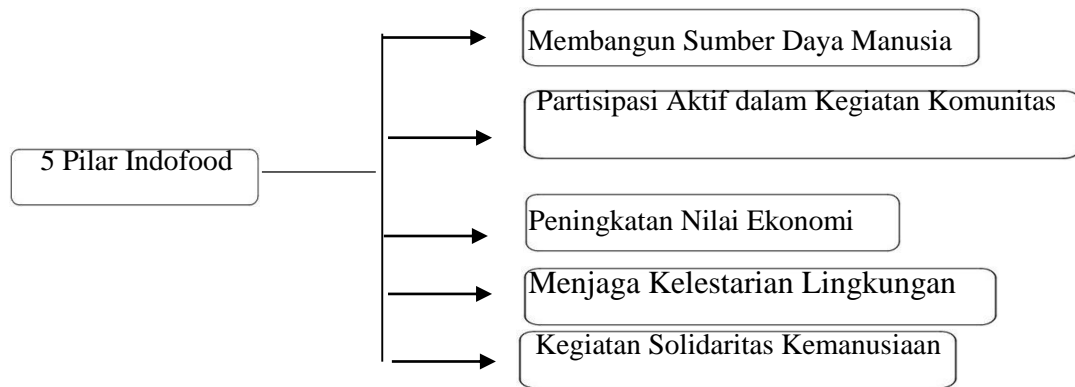 Membangun Sumber Daya Manusia
Partisipasi Aktif dalam Kegiatan Komunitas
5 Pilar Indofood
Peningkatan Nilai Ekonomi
Menjaga Kelestarian Lingkungan
Kegiatan Solidaritas Kemanusiaan